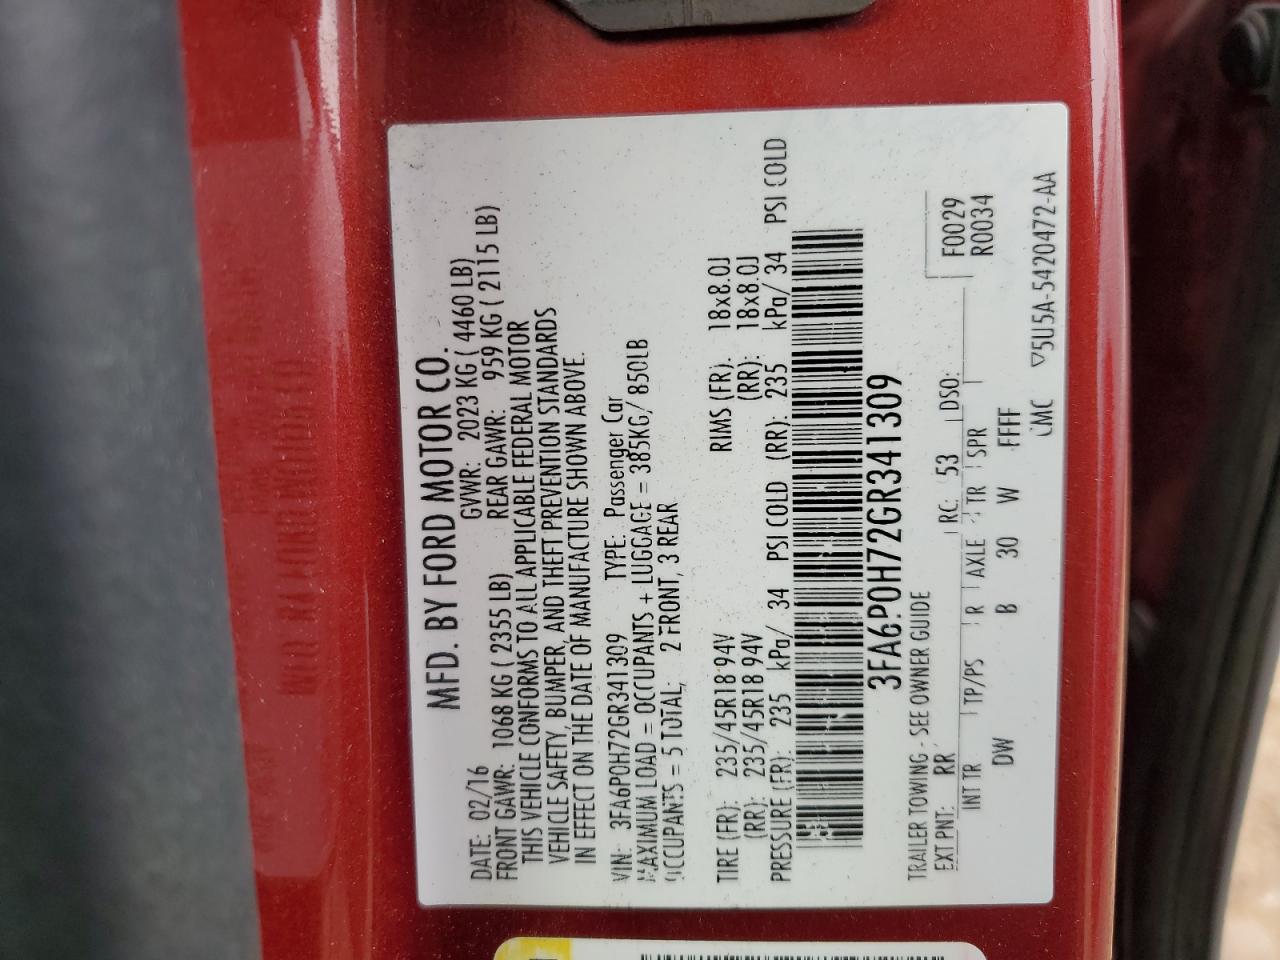 MFD. BY FORD MOTOR CO.
DATE: 02/16 GVWR: 2023 KG ( 4460 LB)
FRONT GAWR: 1068 KG ( 2355 LB) REAR GAWR: 959 KG ( 2115 LB)
THIS VEHICLE CONFORMS TO ALL APPLICABLE FEDERAL MOTOR
VEHICLE SAFETY, BUMPER, AND THEFT PREVENTION STANDARDS
IN EFFECT ON THE DATE OF MANUFACTURE SHOWN ABOVE.
VIN: 3FA6P0H72GR341309 TYPE: Passenger Car
MAXIMUM LOAD = OCCUPANTS + LUGGAGE = 385KG/ 850LB
OCCUPANTS = 5 TOTAL, 2 FRONT, 3 REAR
TIRE (FR): 235/45R18 94V RIMS (FR): 18x8.0J
(RR): 235/45R18 94V (RR): 18x8.0J
PRESSURE (FR): 235 kPa/ 34 PSI COLD (RR): 235 kPa/ 34 PSI COLD
3FA6P0H72GR341309
TRAILER TOWING - SEE OWNER GUIDE
F0029
R0034
EXT PNT: RR RC: 53 DSO:
INT TR TP/PS R AXLE TR SPR
DW B 30 W FFFF
CMC ▽5U5A-5420472-AA